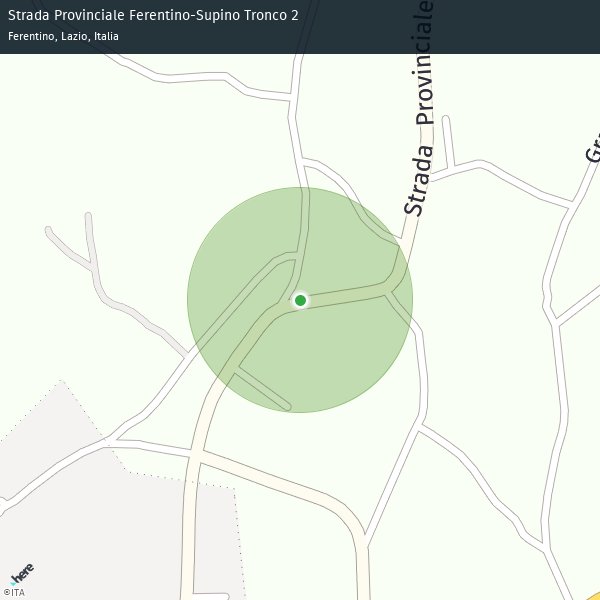 Strada Provinciale Ferentino-Supino Tronco 2
Ferentino, Lazio, Italia
Strada Provinciale
here
©ITA